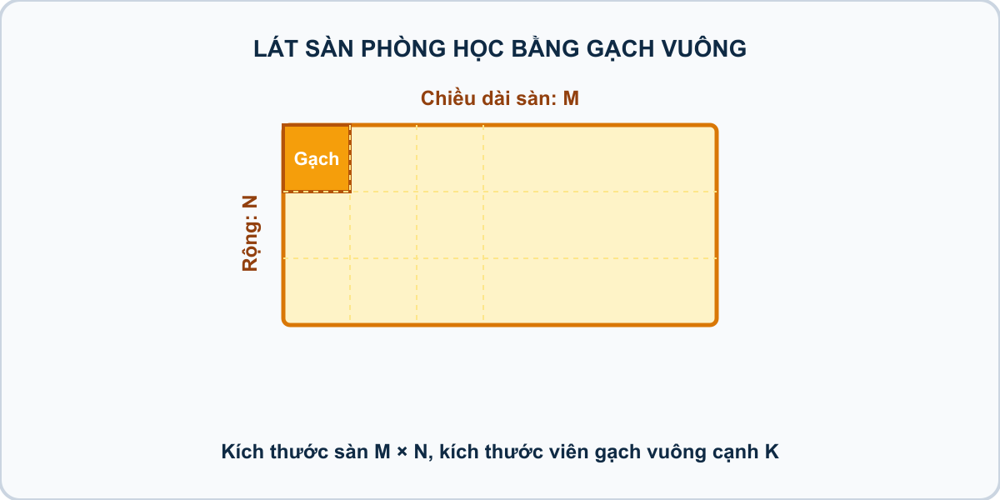 LÁT SÀN PHÒNG HỌC BẰNG GẠCH VUÔNG
Chiều dài sàn: M
Gạch
Rộng: N
Kích thước sàn M × N, kích thước viên gạch vuông cạnh K